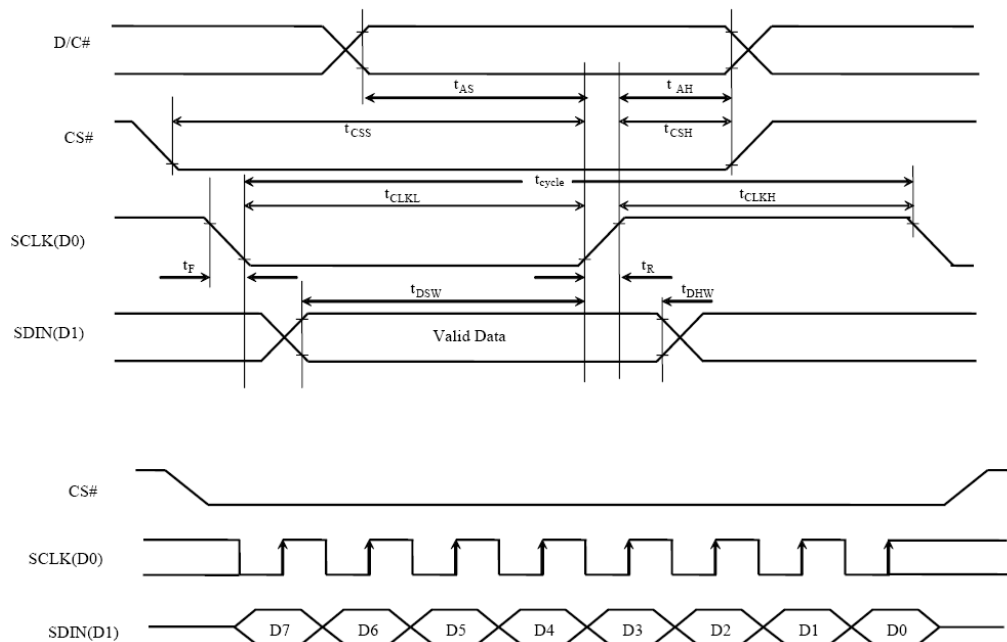 D/C#
tAS
t AH
CS#
tCSS
tCSH
tcycle
tCLKL
tCLKH
SCLK(D0)
tF
tR
tDSW
tDHW
SDIN(D1)
Valid Data
CS#
SCLK(D0)
SDIN(D1)
D7 D6 D5 D4 D3 D2 D1 D0